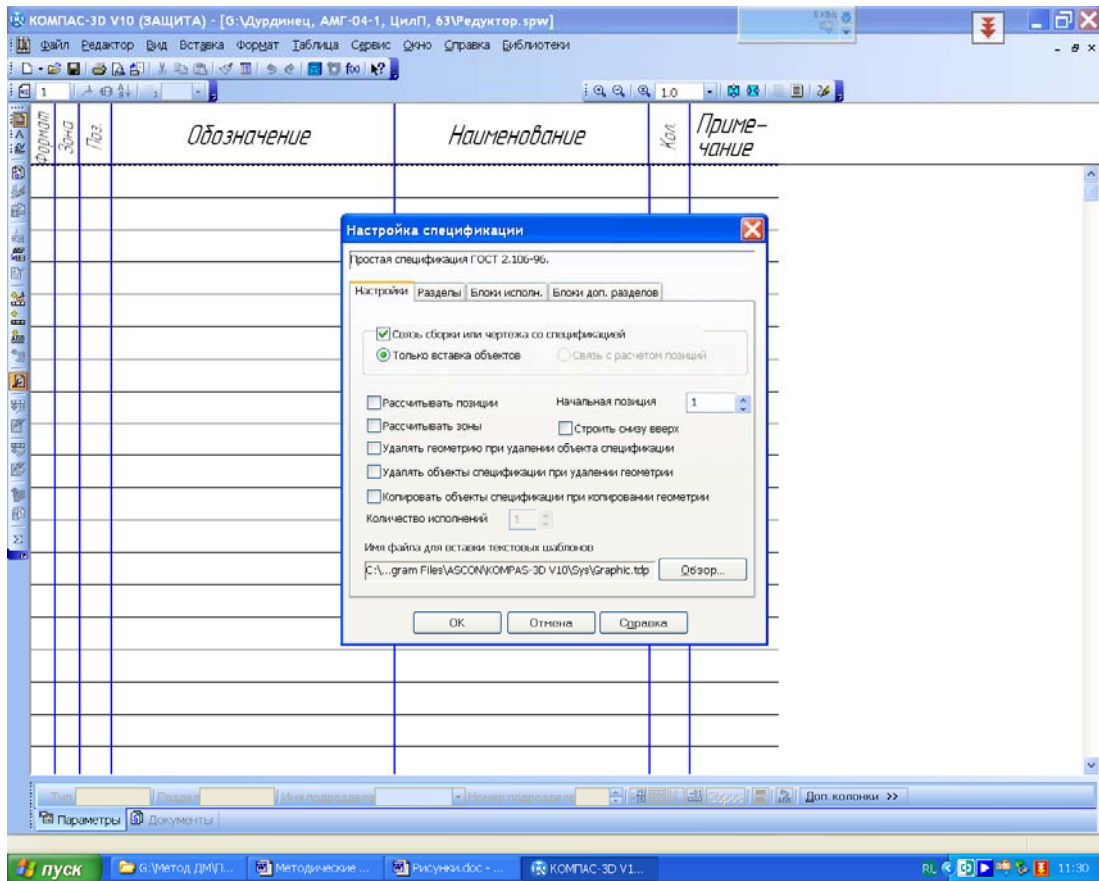 КОМПАС-3D V10 (ЗАЩИТА) - [G:\Дурдинец, АМГ-04-1, ЦилП, 63\Редуктор.spw]
Файл Редактор Вид Вставка Формат Таблица Сервис Окно Справка Библиотеки
1 1.0
Формат Зона Поз. Обозначение Наименование Кол. Приме-
чание
Настройка спецификации
Простая спецификация ГОСТ 2.106-96.
Настройки Разделы Блоки исполн. Блоки доп. разделов
Связь сборки или чертежа со спецификацией
Только вставка объектов Связь с расчетом позиций
Рассчитывать позиции Начальная позиция 1
Рассчитывать зоны Строить снизу вверх
Удалять геометрию при удалении объекта спецификации
Удалять объекты спецификации при удалении геометрии
Копировать объекты спецификации при копировании геометрии
Количество исполнений 1
Имя файла для вставки текстовых шаблонов
C:\...gram Files\ASCON\KOMPAS-3D V10\Sys\Graphic.tdp Обзор...
ОК Отмена Справка
Тип Раздел Имя подраздела Номер подраздела Сброс Доп. колонки >>
Параметры Документы
пуск G:\Метод ДМ\П... Методические ... Рисунки.doc - ... КОМПАС-3D V1... RL 11:30